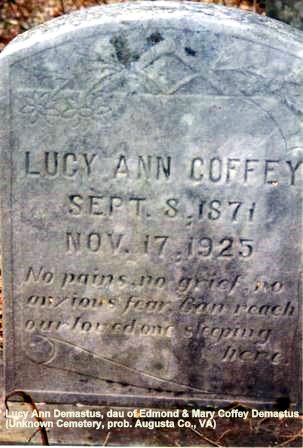 LUCY ANN COFFEY
SEPT. 8, 1871
NOV. 17, 1925
No pains, no grief, no
anxious fear Can reach
our loved one sleeping
here
Lucy Ann Demastus, dau of Edmond & Mary Coffey Demastus
(Unknown Cemetery, prob. Augusta Co., VA)